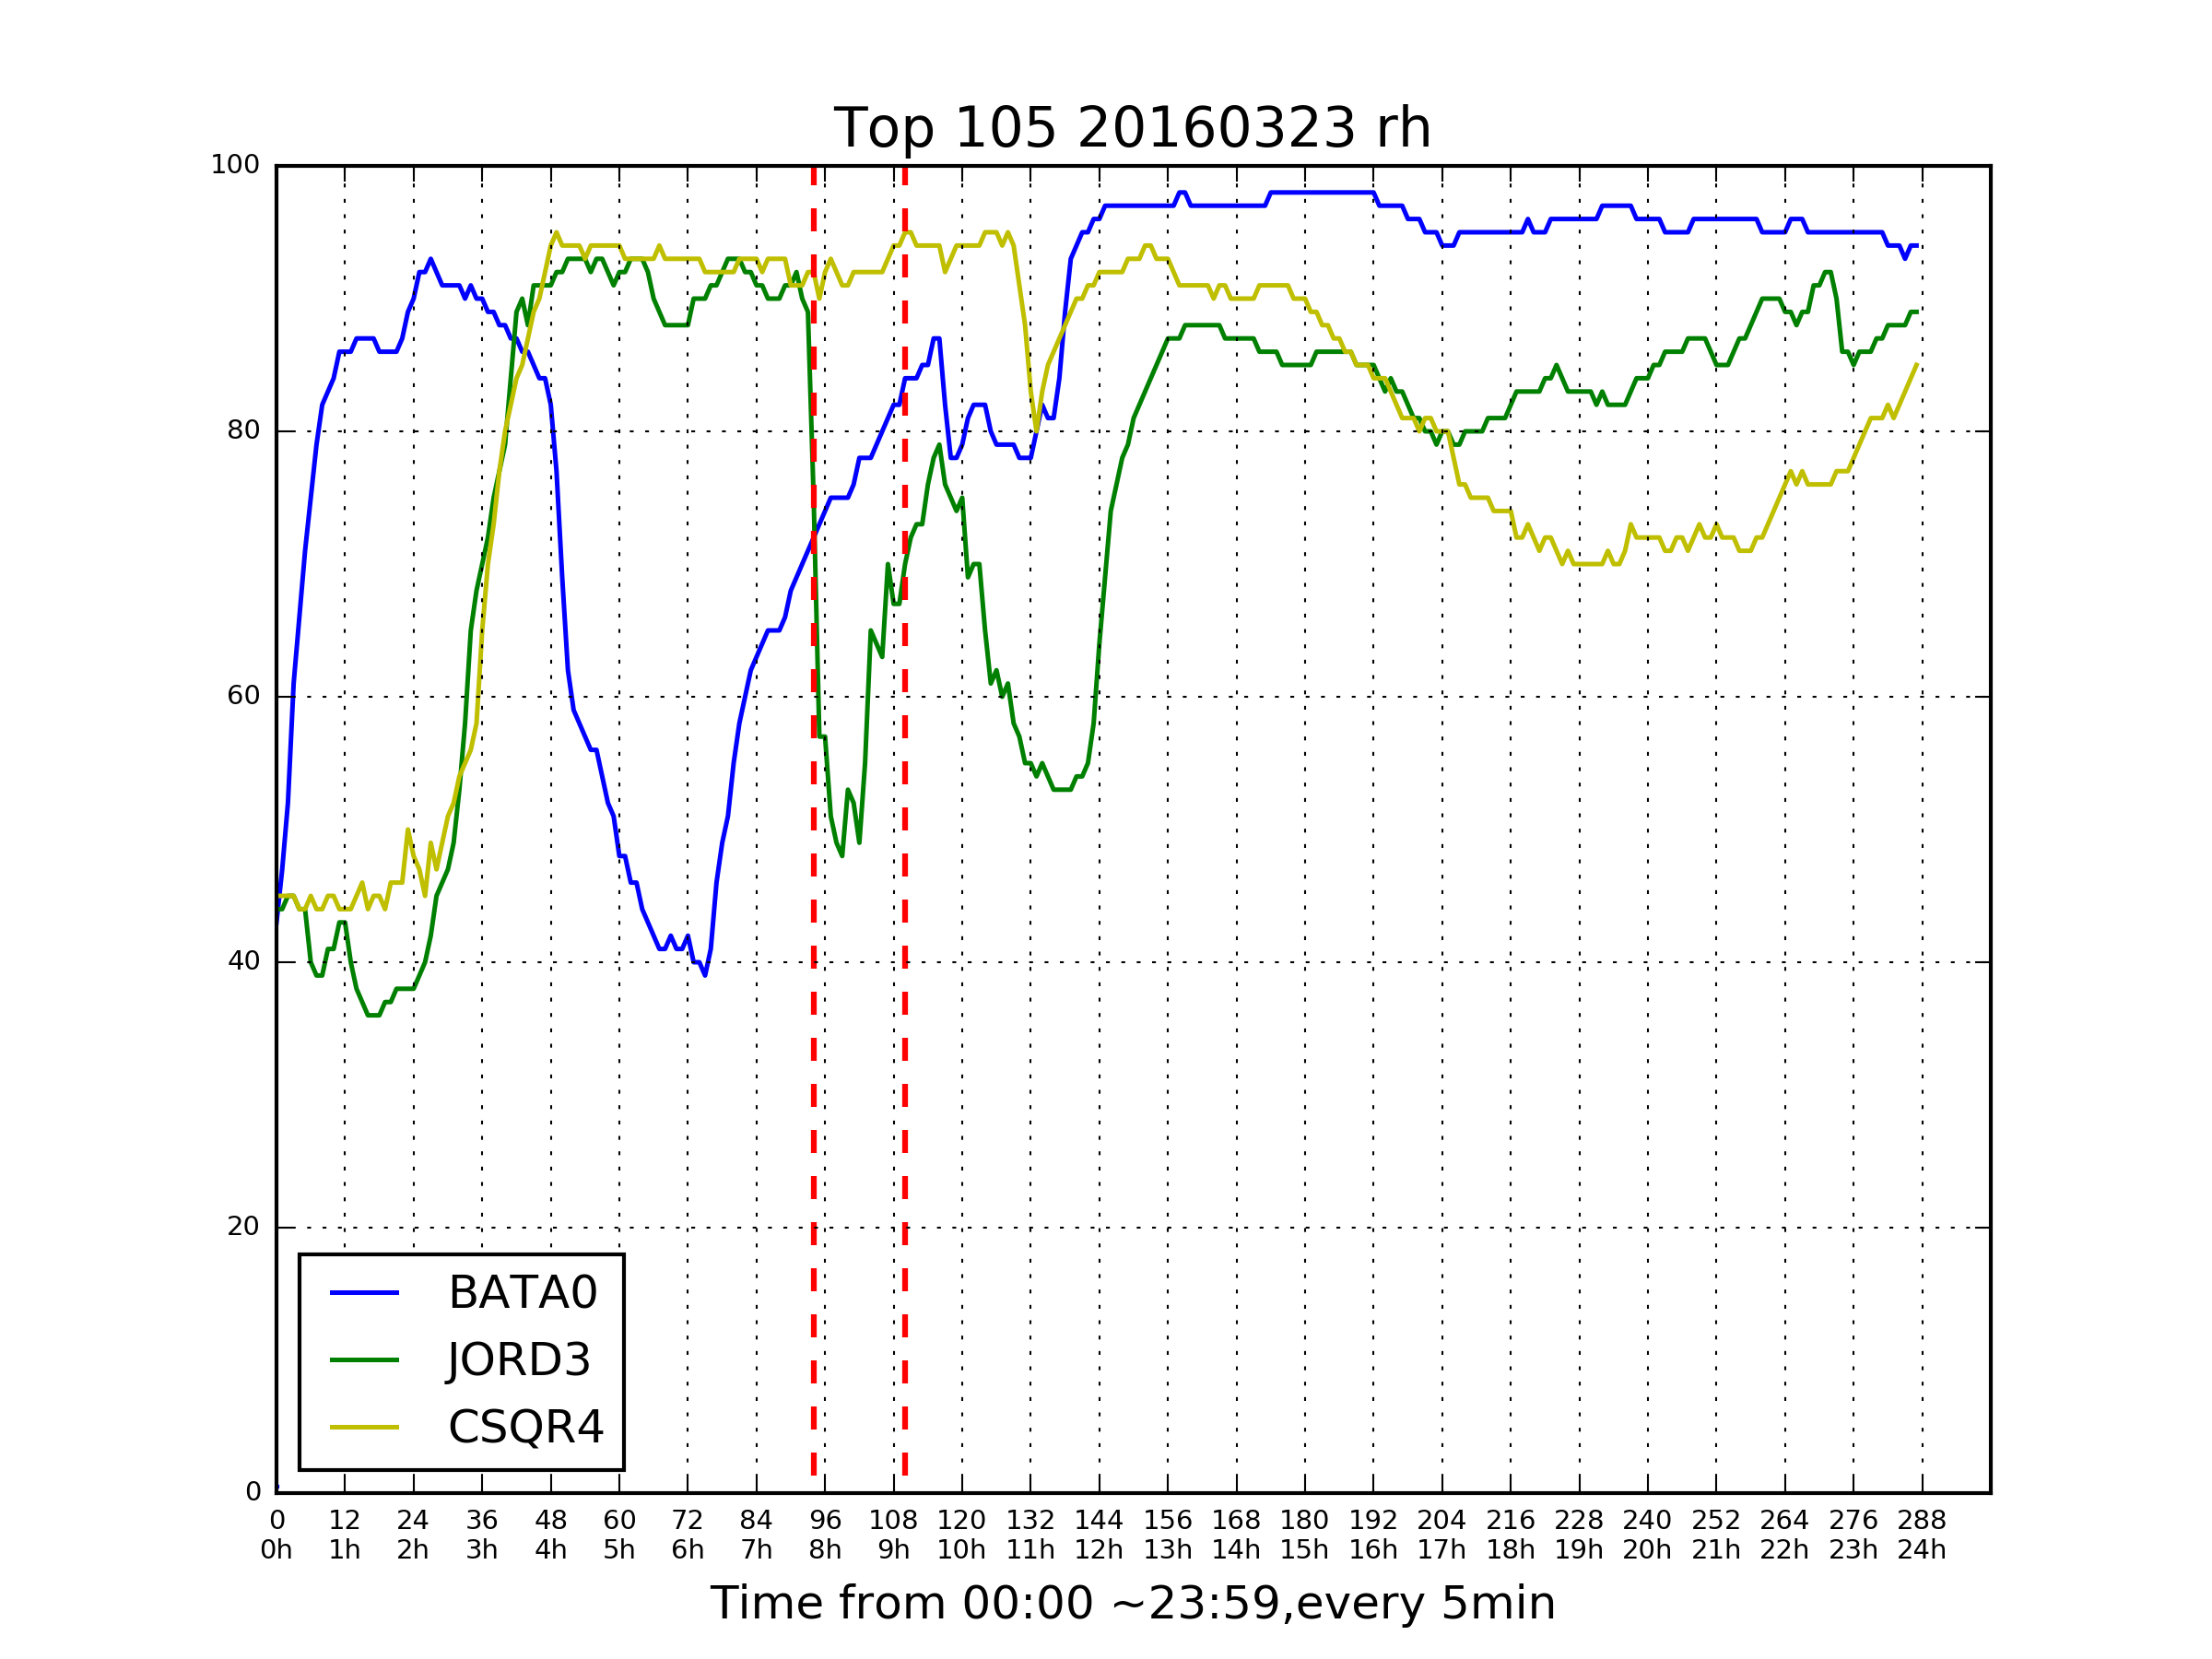 Top 105 20160323 rh
100
80
60
40
20
0
BATA0
JORD3
CSQR4
0 12 24 36 48 60 72 84 96 108 120 132 144 156 168 180 192 204 216 228 240 252 264 276 288
0h 1h 2h 3h 4h 5h 6h 7h 8h 9h 10h 11h 12h 13h 14h 15h 16h 17h 18h 19h 20h 21h 22h 23h 24h
Time from 00:00 ~23:59,every 5min